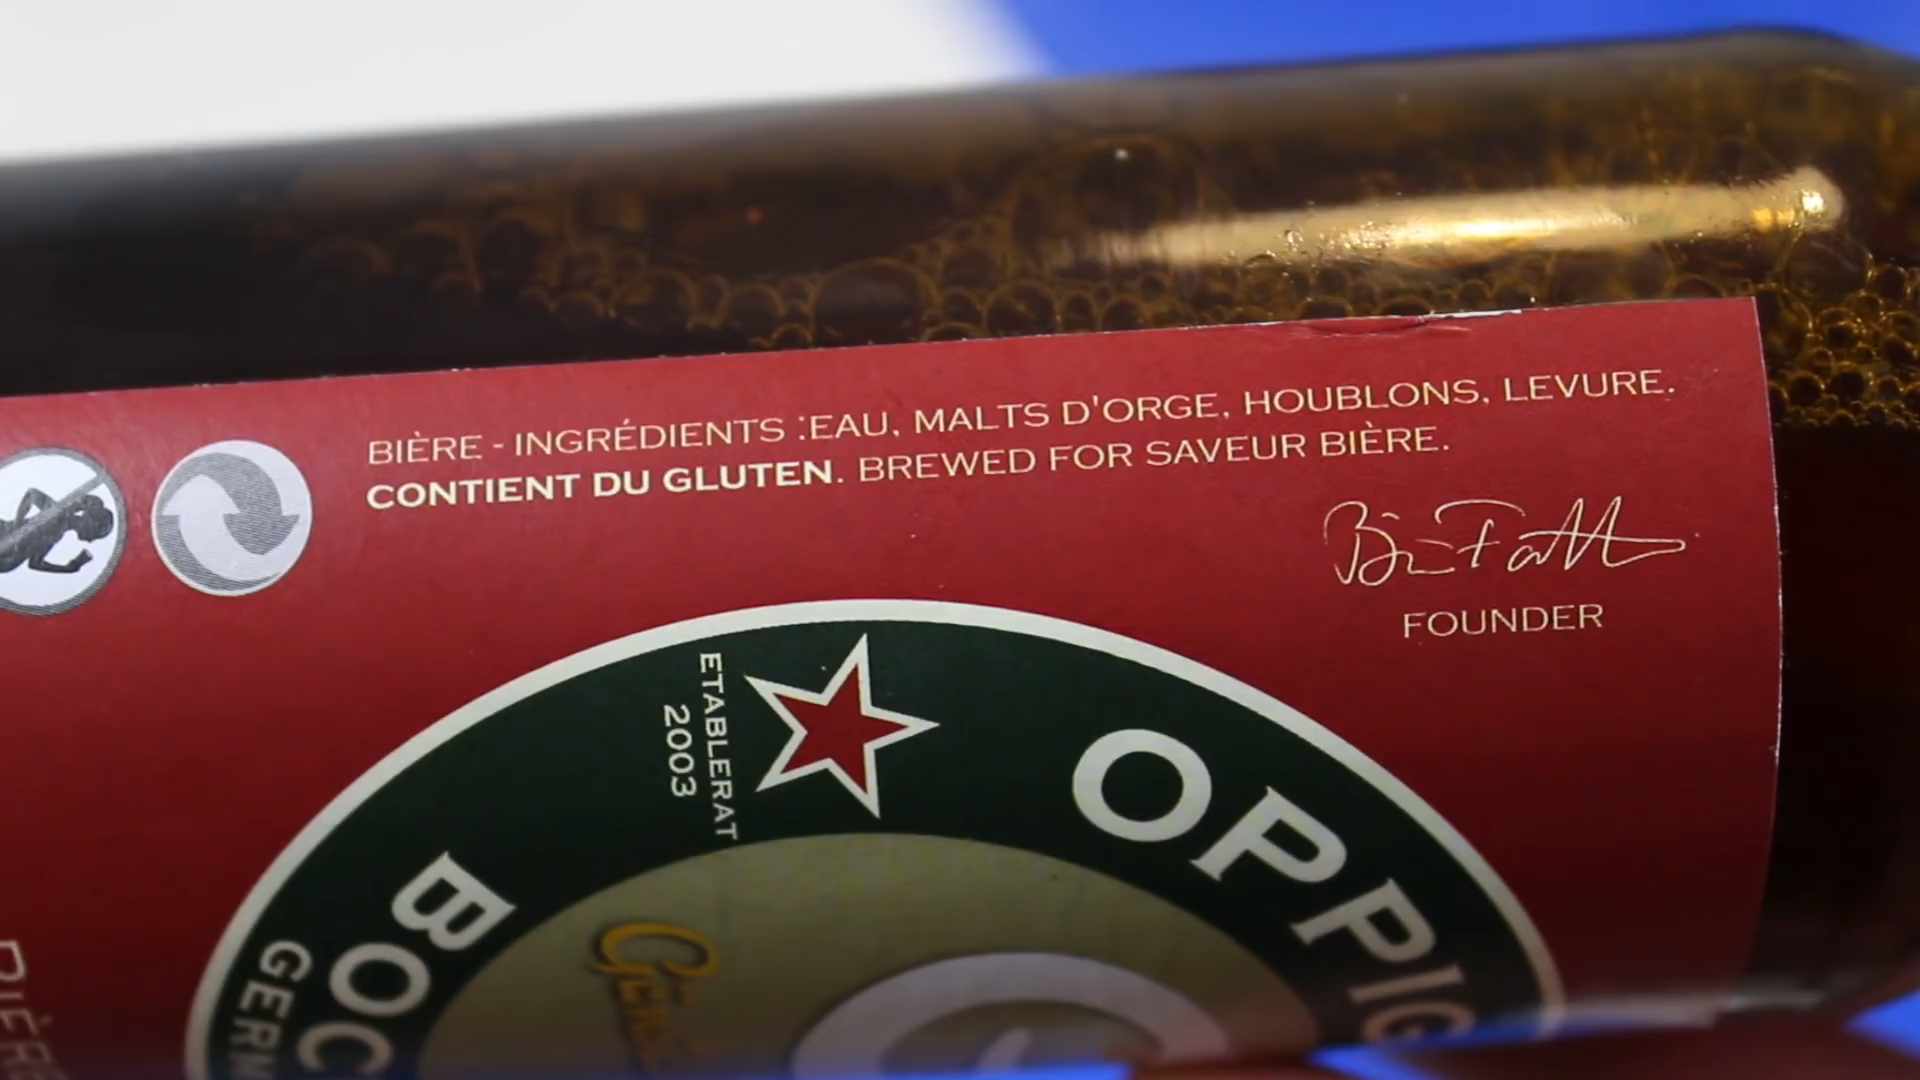 BIÈRE - INGRÉDIENTS :EAU, MALTS D'ORGE, HOUBLONS, LEVURE.
CONTIENT DU GLUTEN. BREWED FOR SAVEUR BIÈRE.
FOUNDER
ETABLERAT
2003
OPPIG
BOC
GERM